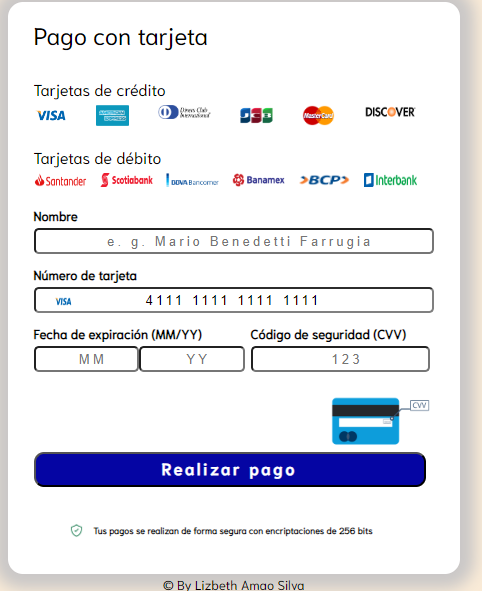 Pago con tarjeta
Tarjetas de crédito
VISA AMERICAN EXPRESS Diners Club International JCB MasterCard DISCOVER
Tarjetas de débito
Santander Scotiabank BBVA Bancomer Banamex >BCP> Interbank
Nombre
e. g. Mario Benedetti Farrugia
Número de tarjeta
VISA 4111 1111 1111 1111
Fecha de expiración (MM/YY) Código de seguridad (CVV)
MM YY 123
CVV
Realizar pago
Tus pagos se realizan de forma segura con encriptaciones de 256 bits
© By Lizbeth Amao Silva